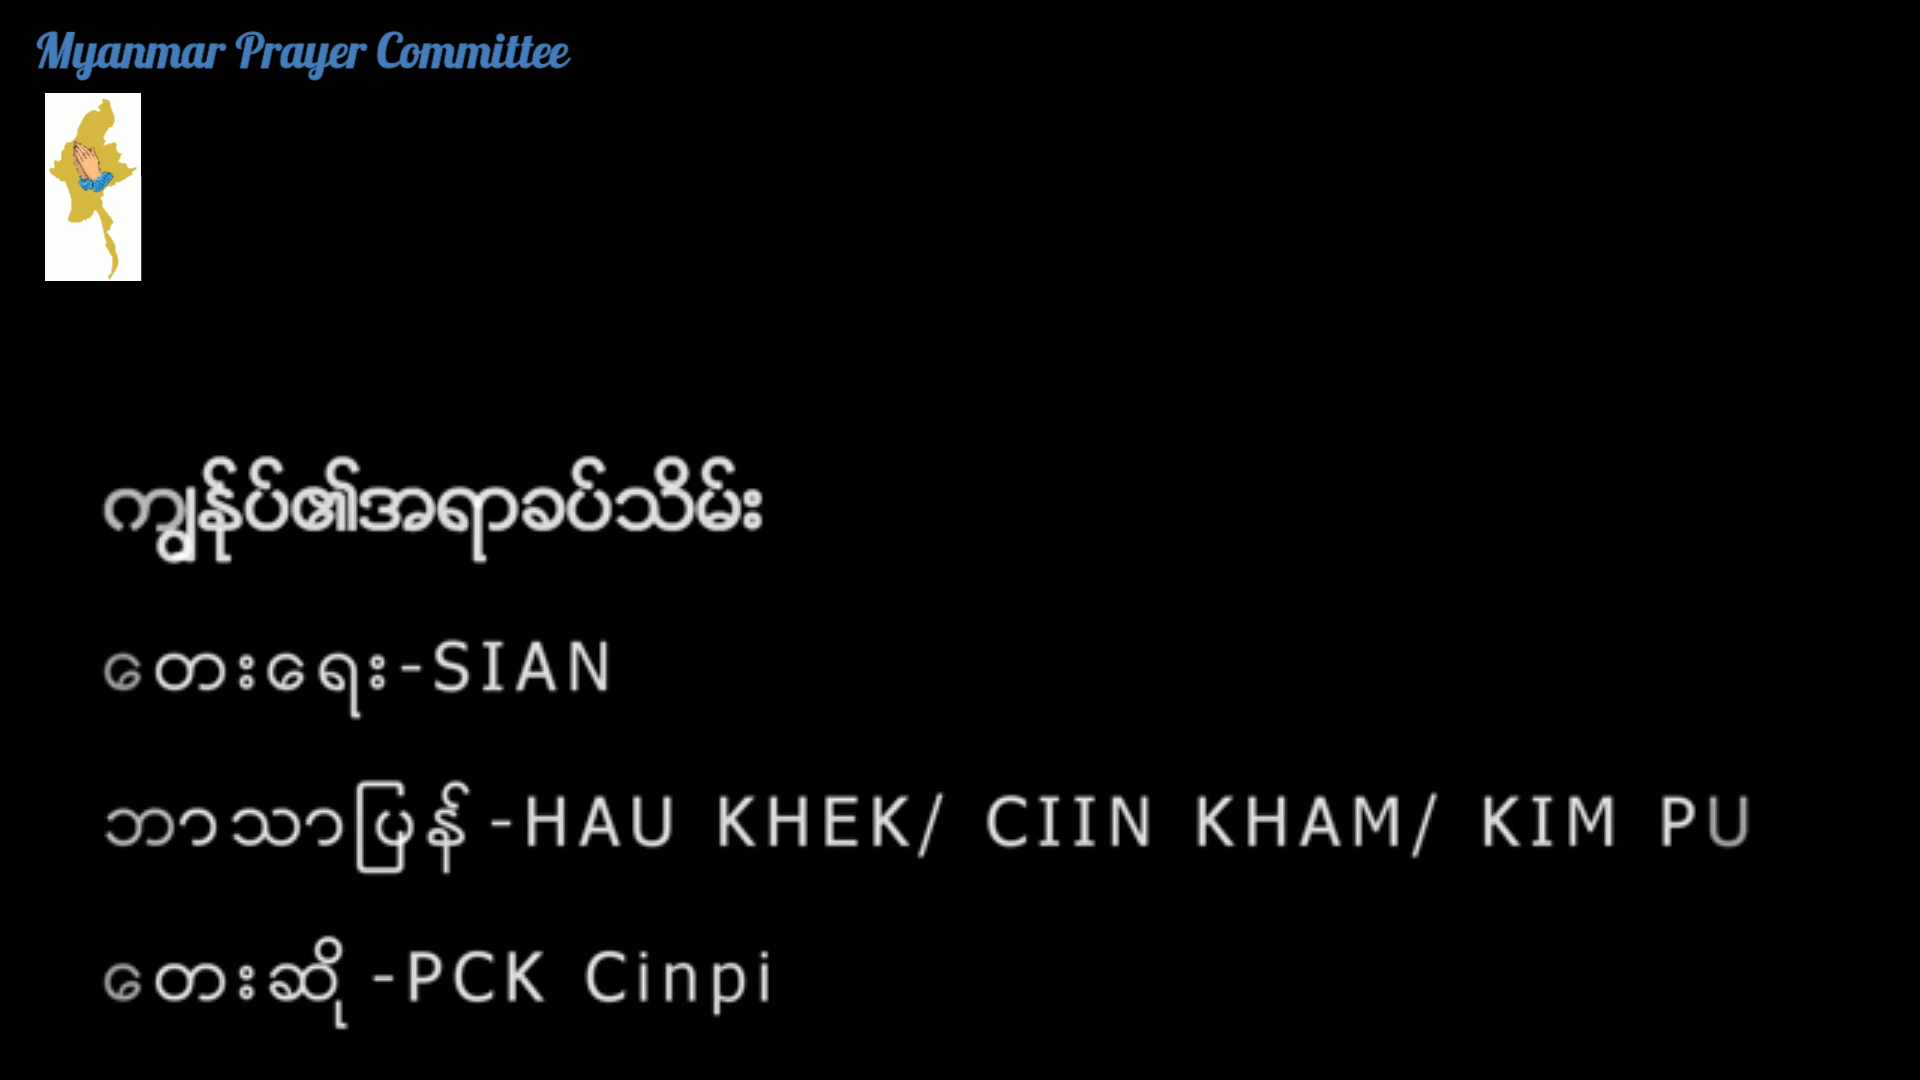 Myanmar Prayer Committee
ကျွန်ုပ်၏အရာခပ်သိမ်း
တေးရေး-SIAN
ဘာသာပြန် -HAU KHEK/ CIIN KHAM/ KIM PU
တေးဆို -PCK Cinpi